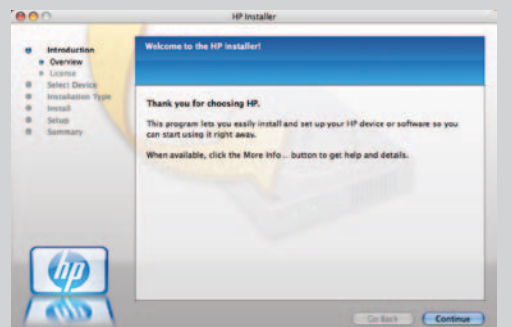 HP Installer
Introduction
Overview
License
Select Device
Installation Type
Install
Setup
Summary
Welcome to the HP Installer!
Thank you for choosing HP.
This program lets you easily install and set up your HP device or software so you
can start using it right away.
When available, click the More Info... button to get help and details.
hp
Go Back
Continue